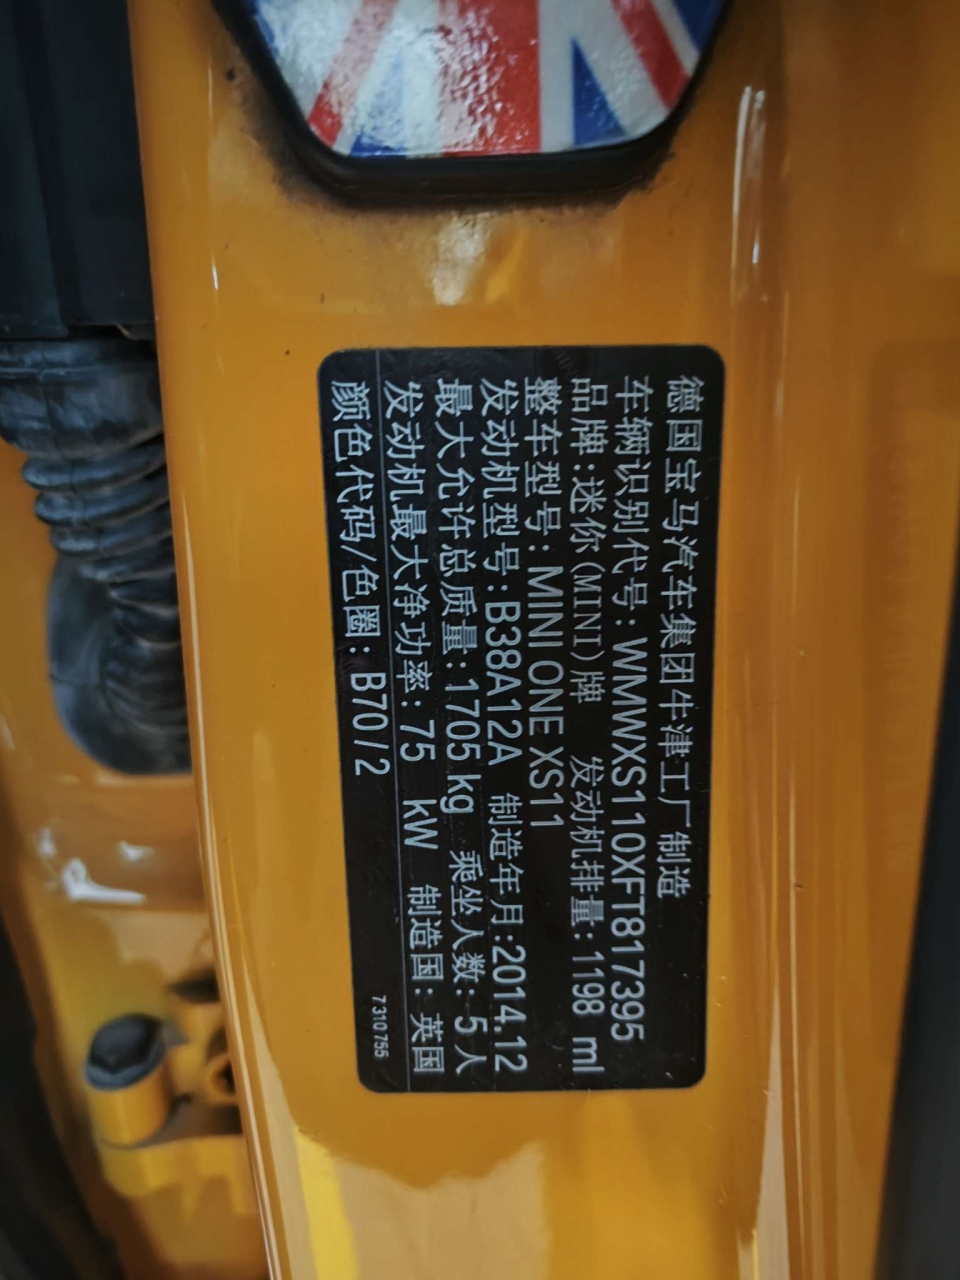 德国宝马汽车集团牛津工厂制造
车辆识别代号：WMWXS110XFT817395
品牌：迷你(MINI)牌 发动机排量：1198 ml
整车型号：MINI ONE XS11
发动机型号：B38A12A 制造年月：2014.12
最大允许总质量：1705 kg 乘坐人数：5人
发动机最大净功率：75 kW 制造国：英国
颜色代码/色圈：B70/2
7310755